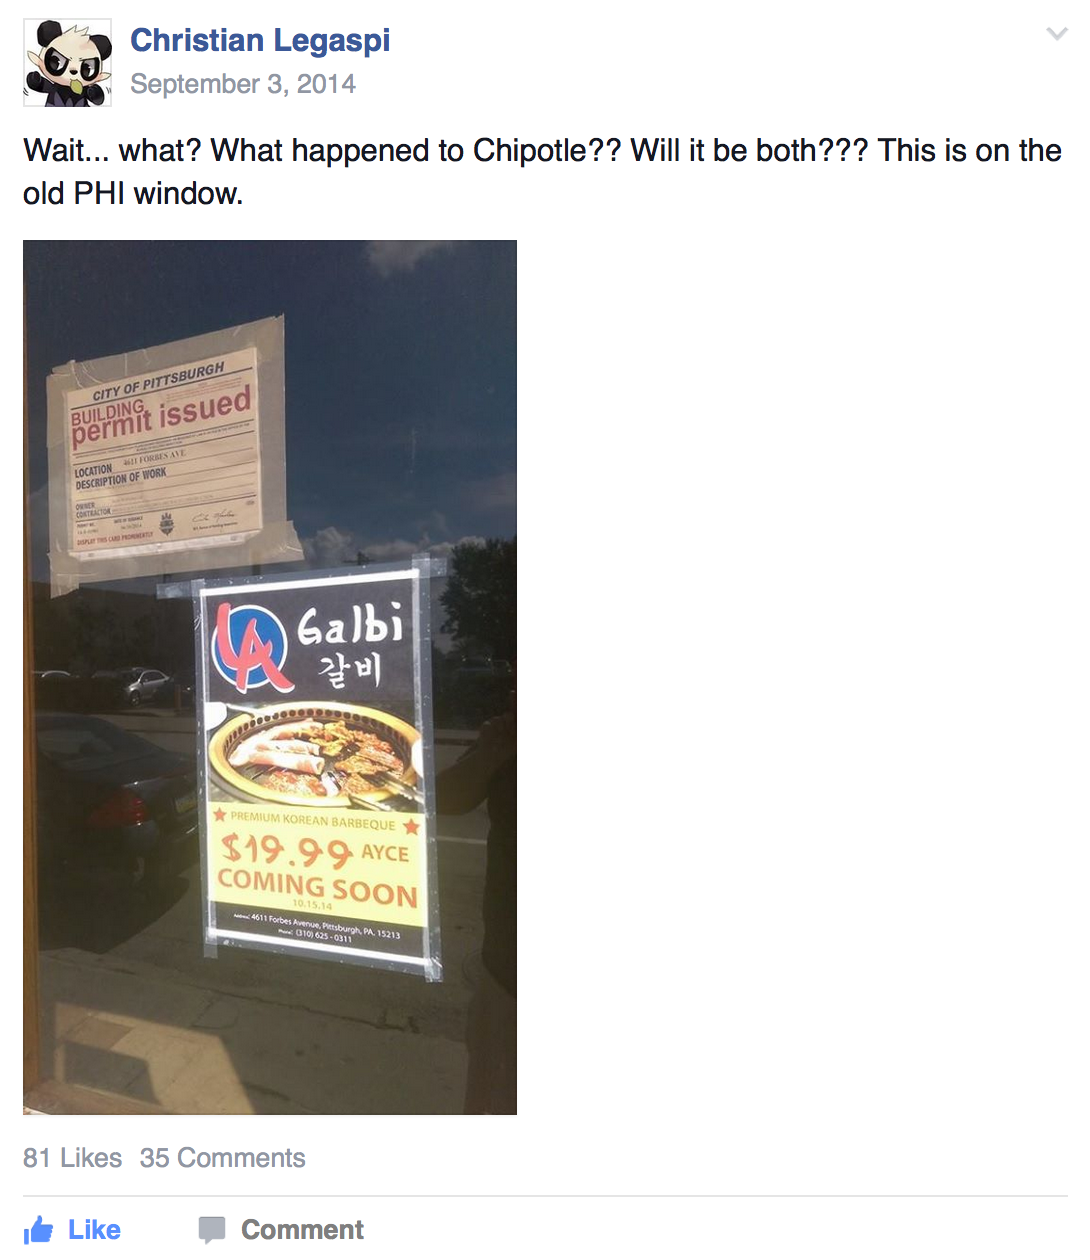 Christian Legaspi
September 3, 2014
Wait... what? What happened to Chipotle?? Will it be both??? This is on the
old PHI window.
CITY OF PITTSBURGH
BUILDING
permit issued
LOCATION 4611 FORBES AVE
DESCRIPTION OF WORK
OWNER
CONTRACTOR
DISPLAY THIS CARD PROMINENTLY
LA Galbi
갈비
PREMIUM KOREAN BARBEQUE
$19.99 AYCE
COMING SOON
10.15.14
Address: 4611 Forbes Avenue, Pittsburgh, PA, 15213
Phone: (310) 625-0311
81 Likes 35 Comments
Like Comment